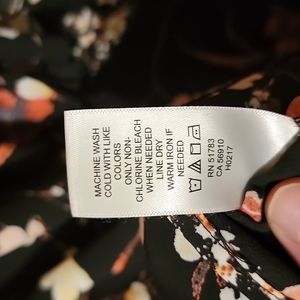 MACHINE WASH
COLD WITH LIKE
COLORS
ONLY NON-
CHLORINE BLEACH
WHEN NEEDED
LINE DRY
WARM IRON IF
NEEDED
RN 51783
CA 56910
H0217